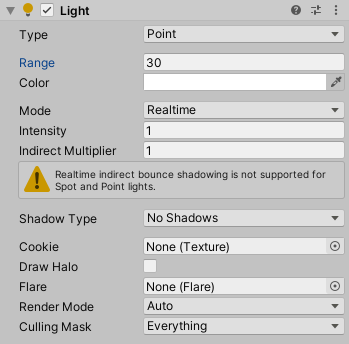 Light
Type Point
Range 30
Color
Mode Realtime
Intensity 1
Indirect Multiplier 1
Realtime indirect bounce shadowing is not supported for
Spot and Point lights.
Shadow Type No Shadows
Cookie None (Texture)
Draw Halo
Flare None (Flare)
Render Mode Auto
Culling Mask Everything